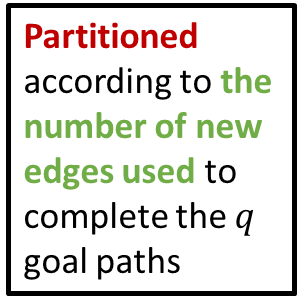 Partitioned
according to the
number of new
edges used to
complete the q
goal paths